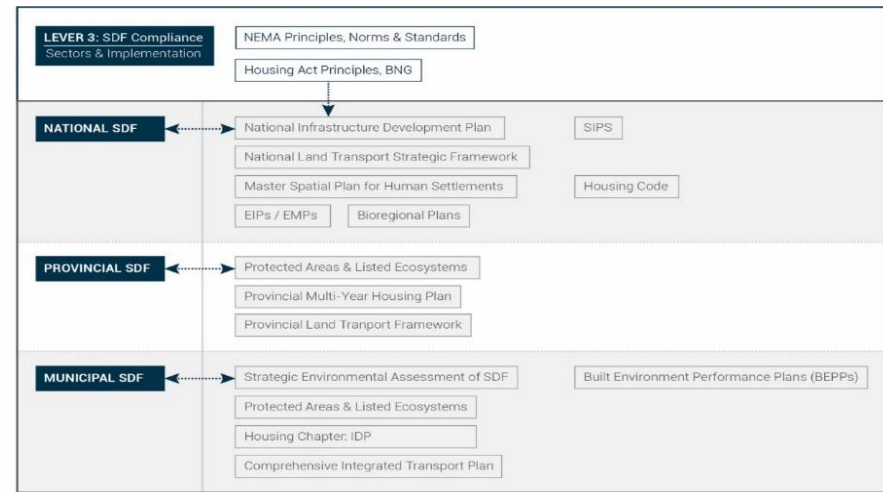 LEVER 3: SDF Compliance
Sectors & Implementation
NEMA Principles, Norms & Standards
Housing Act Principles, BNG
NATIONAL SDF
National Infrastructure Development Plan
SIPS
National Land Transport Strategic Framework
Master Spatial Plan for Human Settlements
Housing Code
EIPs / EMPs
Bioregional Plans
PROVINCIAL SDF
Protected Areas & Listed Ecosystems
Provincial Multi-Year Housing Plan
Provincial Land Tranport Framework
MUNICIPAL SDF
Strategic Environmental Assessment of SDF
Built Environment Performance Plans (BEPPs)
Protected Areas & Listed Ecosystems
Housing Chapter: IDP
Comprehensive Integrated Transport Plan